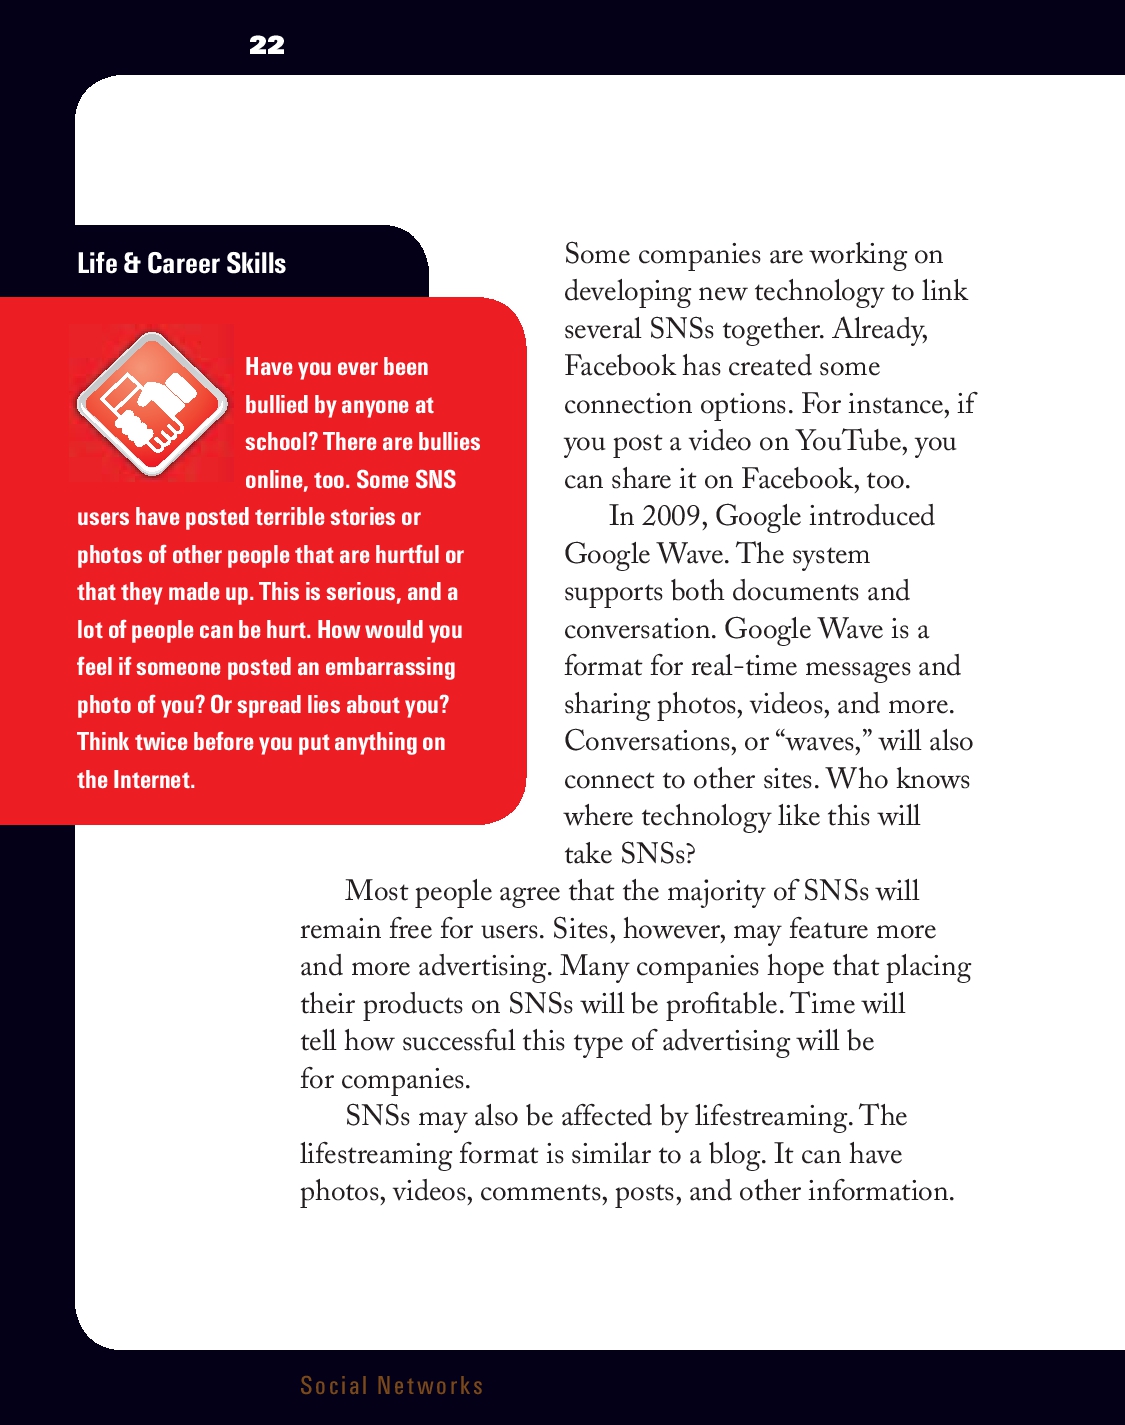 22
Life & Career Skills
Have you ever been
bullied by anyone at
school? There are bullies
online, too. Some SNS
users have posted terrible stories or
photos of other people that are hurtful or
that they made up. This is serious, and a
lot of people can be hurt. How would you
feel if someone posted an embarrassing
photo of you? Or spread lies about you?
Think twice before you put anything on
the Internet.
Some companies are working on
developing new technology to link
several SNSs together. Already,
Facebook has created some
connection options. For instance, if
you post a video on YouTube, you
can share it on Facebook, too.
In 2009, Google introduced
Google Wave. The system
supports both documents and
conversation. Google Wave is a
format for real-time messages and
sharing photos, videos, and more.
Conversations, or “waves,” will also
connect to other sites. Who knows
where technology like this will
take SNSs?
Most people agree that the majority of SNSs will
remain free for users. Sites, however, may feature more
and more advertising. Many companies hope that placing
their products on SNSs will be profitable. Time will
tell how successful this type of advertising will be
for companies.
SNSs may also be affected by lifestreaming. The
lifestreaming format is similar to a blog. It can have
photos, videos, comments, posts, and other information.
Social Networks